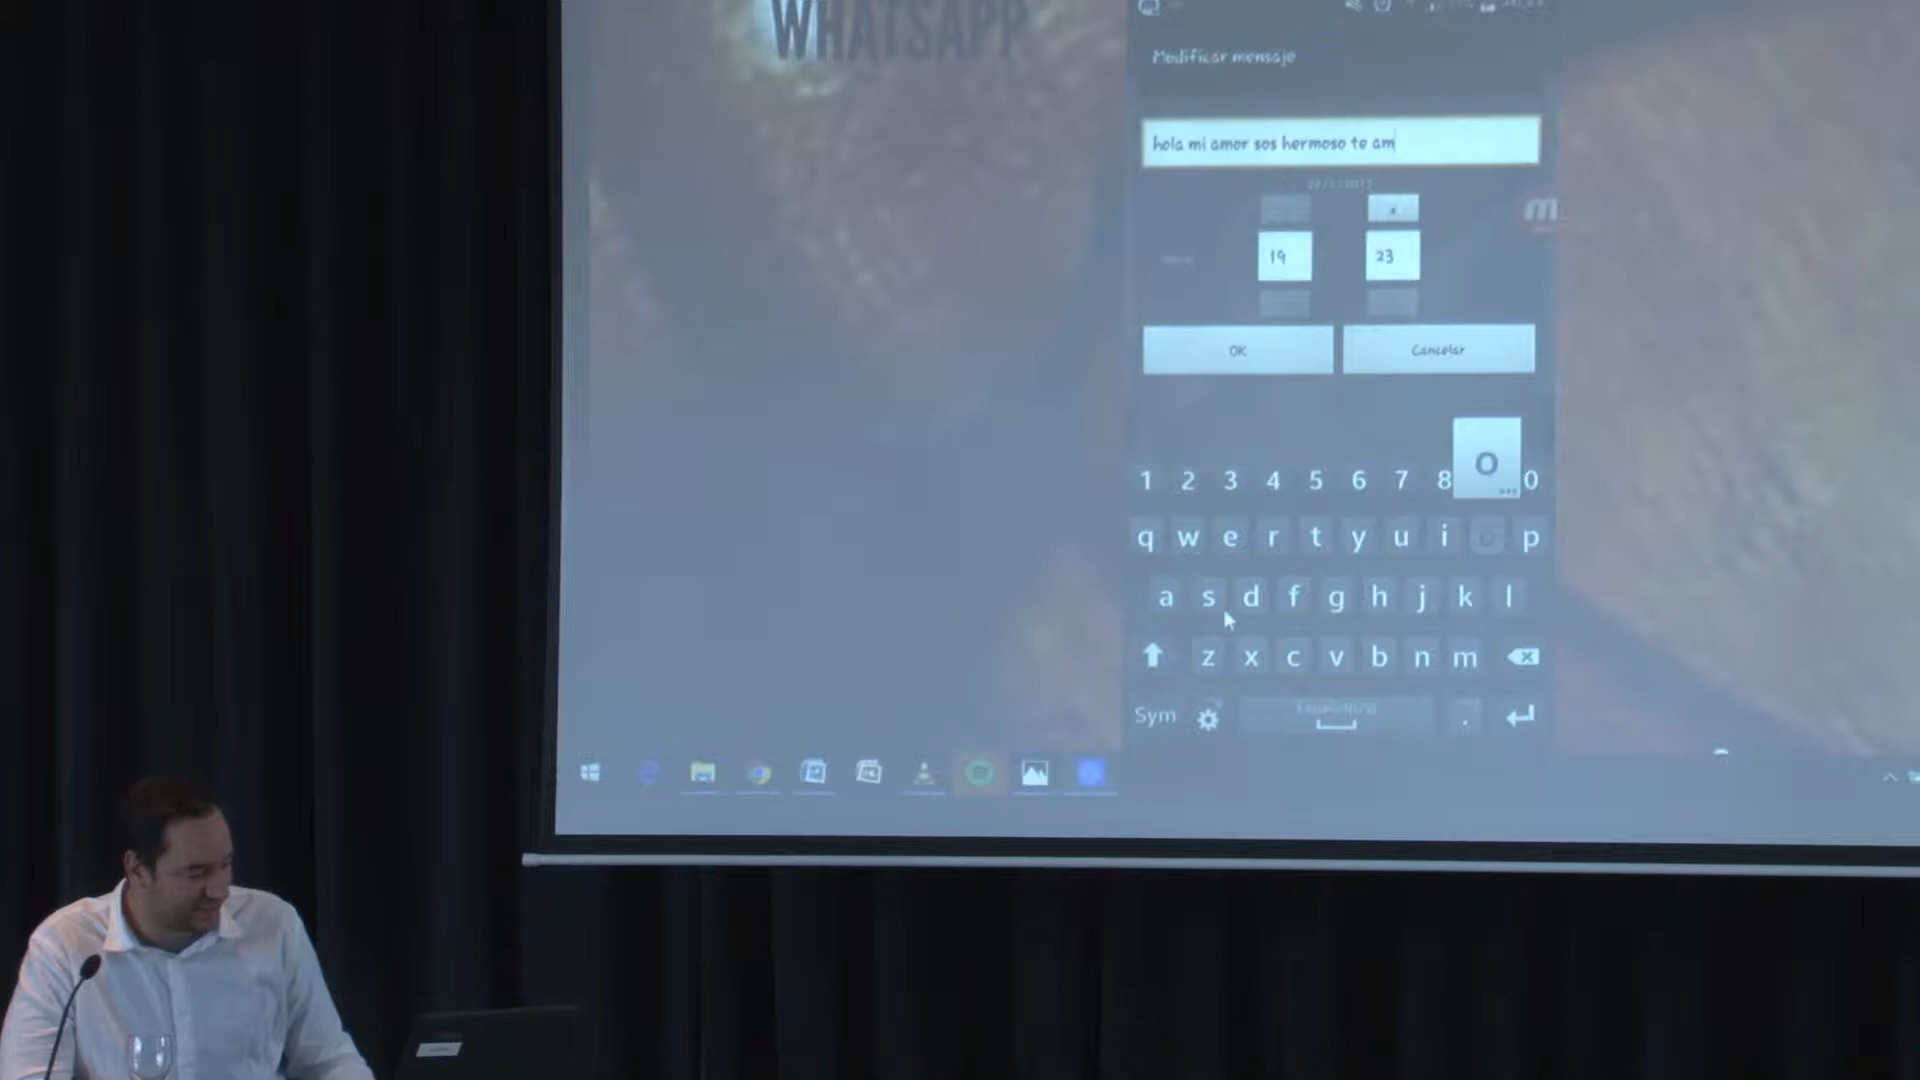 WHATSAPP
Modificar mensaje
hola mi amor sos hermoso te am
19 23
OK Cancelar
1 2 3 4 5 6 7 8 O 0
q w e r t y u i o p
a s d f g h j k l
z x c v b n m
Sym .